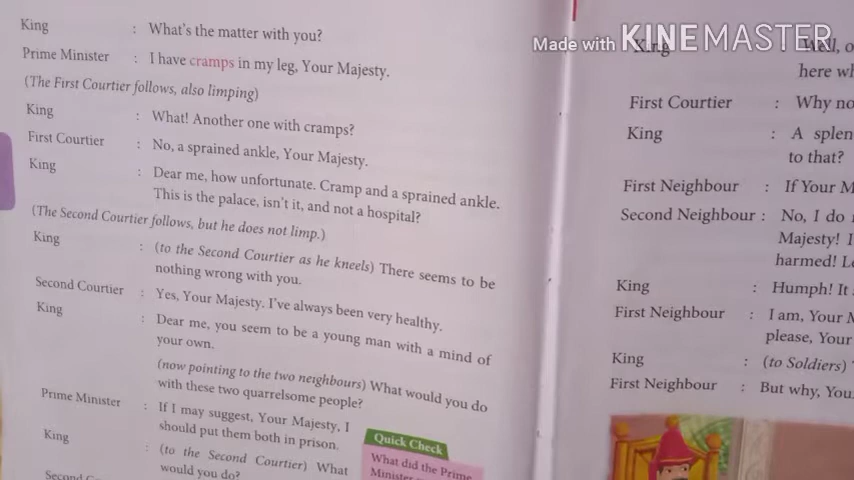 King : What's the matter with you?
Prime Minister : I have cramps in my leg, Your Majesty.
(The First Courtier follows, also limping)
King : What! Another one with cramps?
First Courtier : No, a sprained ankle, Your Majesty.
King : Dear me, how unfortunate. Cramp and a sprained ankle.
This is the palace, isn't it, and not a hospital?
(The Second Courtier follows, but he does not limp.)
King : (to the Second Courtier as he kneels) There seems to be
nothing wrong with you.
Second Courtier : Yes, Your Majesty. I've always been very healthy.
King : Dear me, you seem to be a young man with a mind of
your own.
(now pointing to the two neighbours) What would you do
with these two quarrelsome people?
Prime Minister : If I may suggest, Your Majesty, I
should put them both in prison.
King : (to the Second Courtier) What
would you do?
Second
Quick Check
What did the Prime
Minister
Made with KINEMASTER
King : Well,
here
First Courtier : Why
King : A
to that?
First Neighbour : If Your
Second Neighbour : No, I do
Majesty!
harmed!
King : Humph! It
First Neighbour : I am, Your
please, Your
King : (to Soldiers)
First Neighbour : But why,